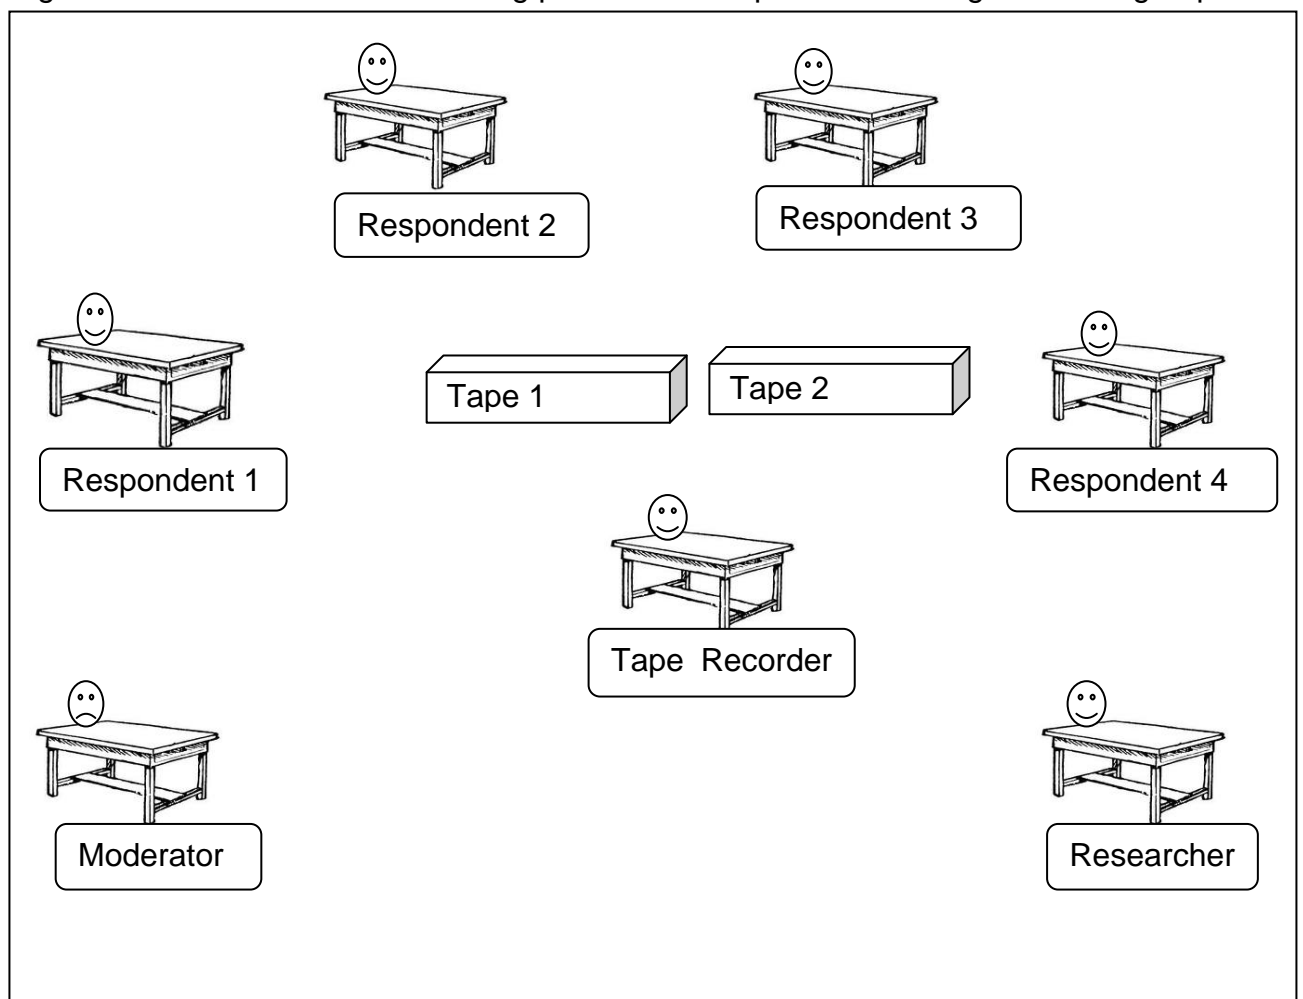 Respondent 2
Respondent 3
Tape 1
Tape 2
Respondent 1
Respondent 4
Tape Recorder
Moderator
Researcher